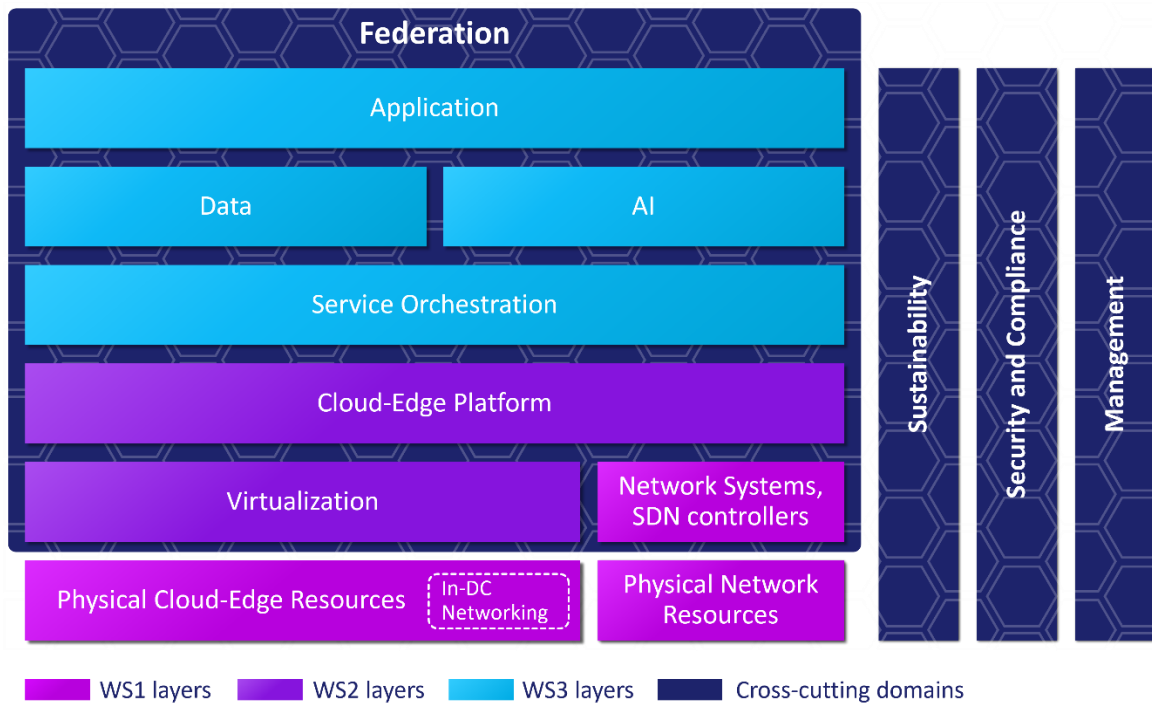 Federation
Application
Data
AI
Service Orchestration
Cloud-Edge Platform
Virtualization
Network Systems,
SDN controllers
Physical Cloud-Edge Resources
In-DC
Networking
Physical Network
Resources
Sustainability
Security and Compliance
Management
WS1 layers
WS2 layers
WS3 layers
Cross-cutting domains